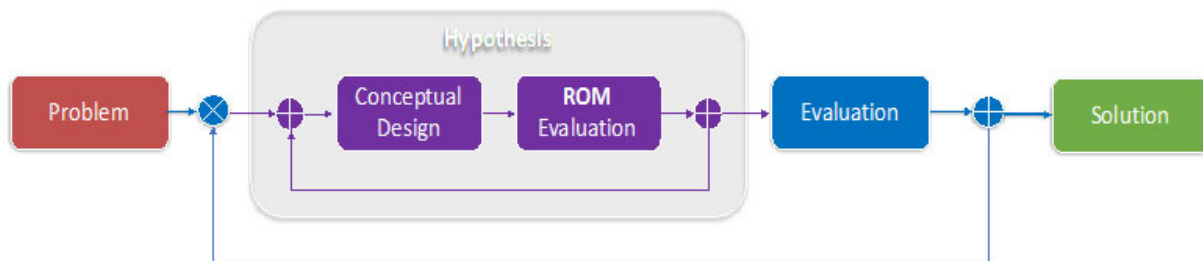 Hypothesis
Problem
Conceptual
Design
ROM
Evaluation
Evaluation
Solution